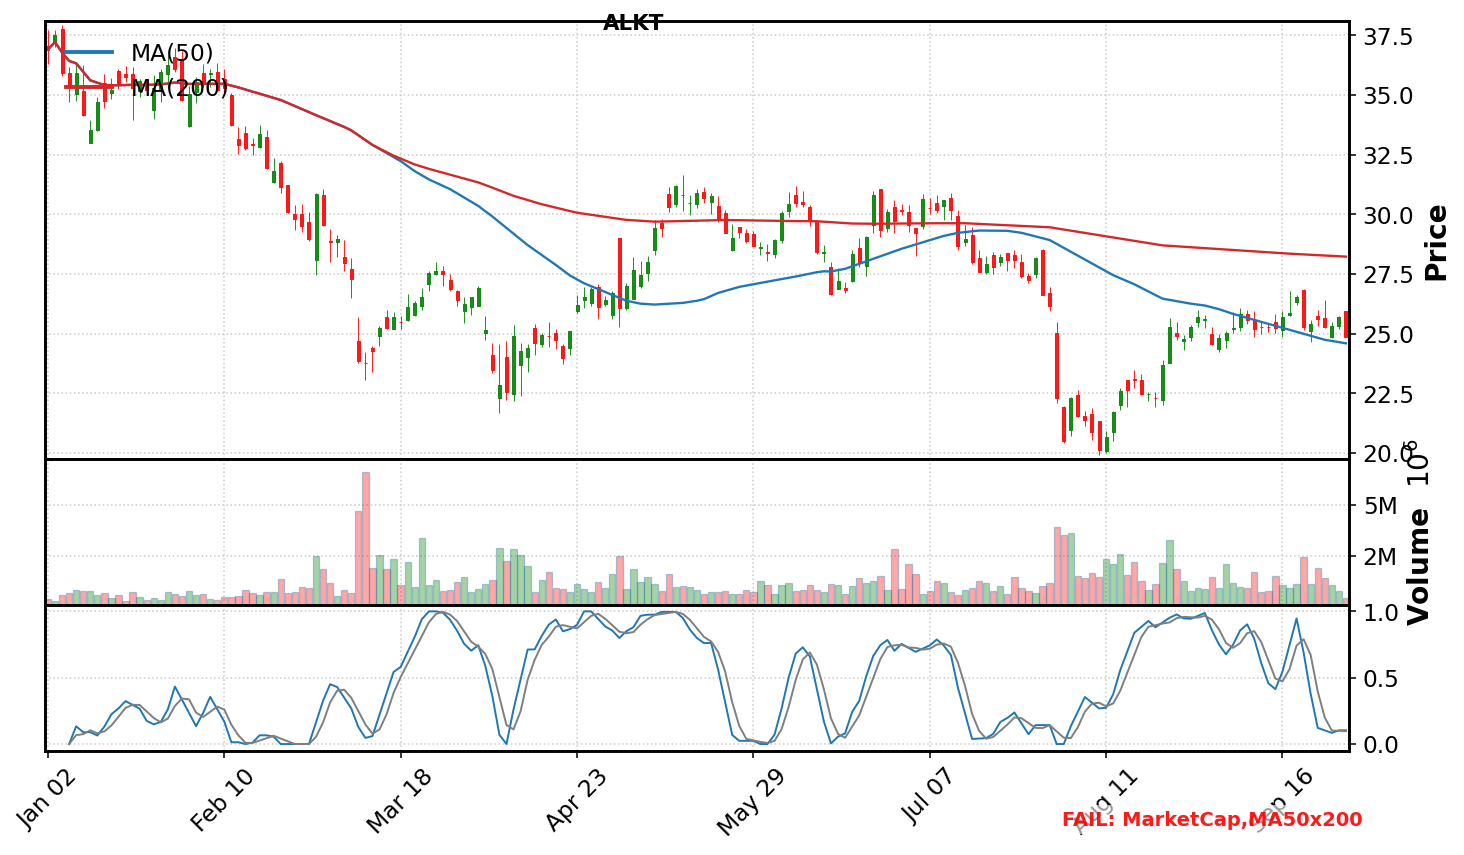 ALKT
MA(50)
MA(200)
37.5
35.0
32.5
30.0
27.5
25.0
22.5
20.0
Price
5M
2M
Volume 10^6
1.0
0.5
0.0
Jan 02
Feb 10
Mar 18
Apr 23
May 29
Jul 07
Aug 11
Sep 16
FAIL: MarketCap,MA50x200